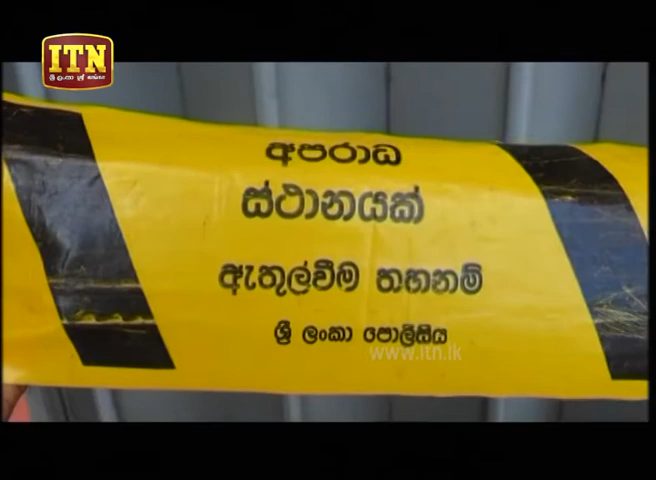 ITN
ශ්‍රී ලංකා
අපරාධ
ස්ථානයක්
ඇතුල්වීම තහනම්
ශ්‍රී ලංකා පොලිසිය
www.itn.lk